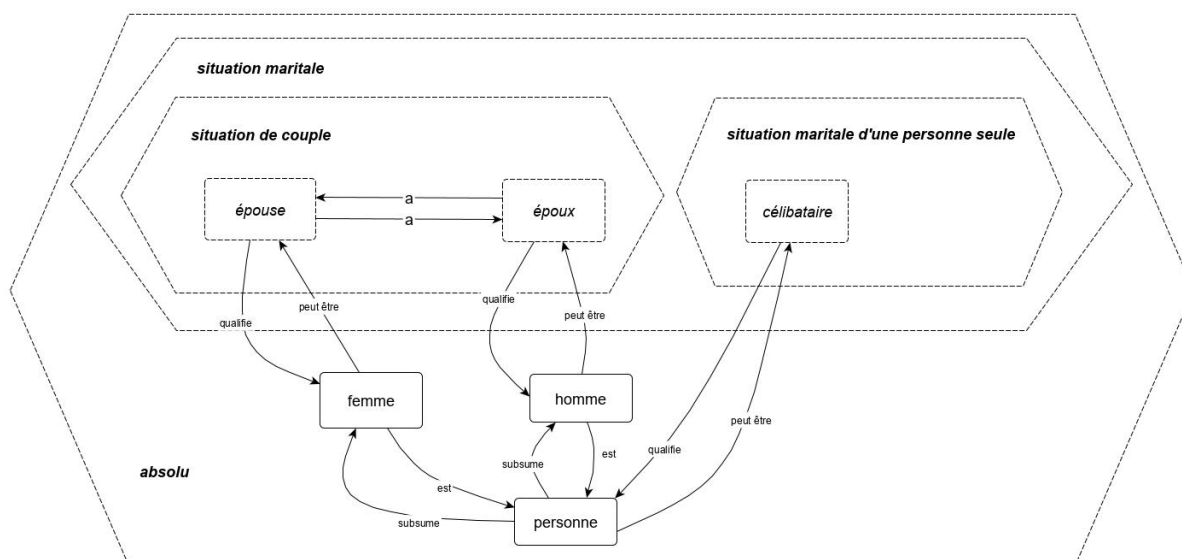 situation maritale
situation de couple
situation maritale d'une personne seule
a
épouse
époux
célibataire
a
peut être
qualifie
qualifie
peut être
femme
homme
peut être
qualifie
subsume
est
absolu
est
subsume
personne